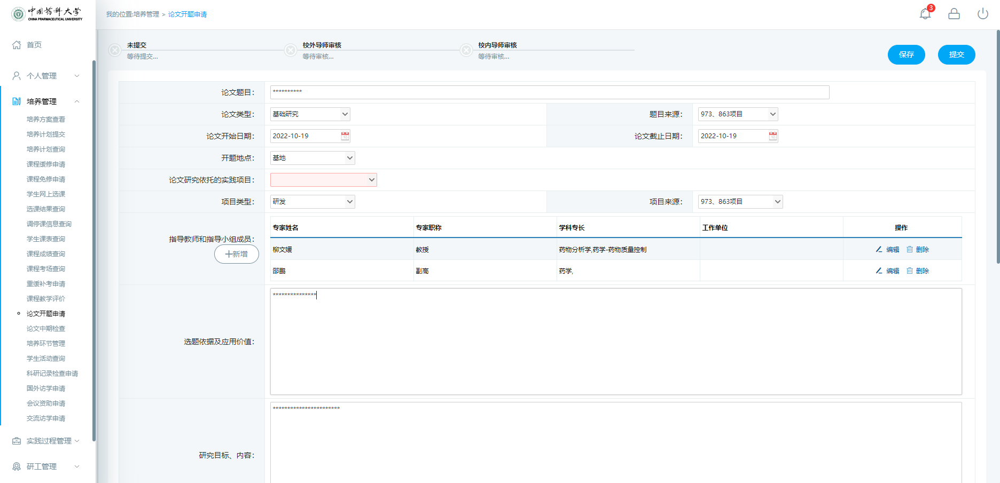 中国药科大学
CHINA PHARMACEUTICAL UNIVERSITY
我的位置:培养管理 > 论文开题申请
3
首页
个人管理
培养管理
培养方案查看
培养计划提交
培养计划查询
课程缓修申请
课程免修申请
学生网上选课
选课结果查询
调停课信息查询
学生课表查询
课程成绩查询
课程考场查询
重缓补考申请
课程教学评价
论文开题申请
论文中期检查
培养环节管理
学生活动查询
科研记录检查申请
国外访学申请
会议资助申请
交流访学申请
实践过程管理
研工管理
未提交
等待提交...
校外导师审核
等待审核...
校内导师审核
等待审核...
保存
提交
论文题目：
**********
论文类型：
基础研究
题目来源：
973、863项目
论文开始日期：
2022-10-19
论文截止日期：
2022-10-19
开题地点：
基地
论文研究依托的实践项目：
项目类型：
研发
项目来源：
973、863项目
指导教师和指导小组成员：
新增
专家姓名 专家职称 学科专长 工作单位 操作
柳文媛 教授 药物分析学,药学-药物质量控制 编辑 删除
邵鹏 副高 药学, 编辑 删除
选题依据及应用价值：
***************
研究目标、内容：
***********************